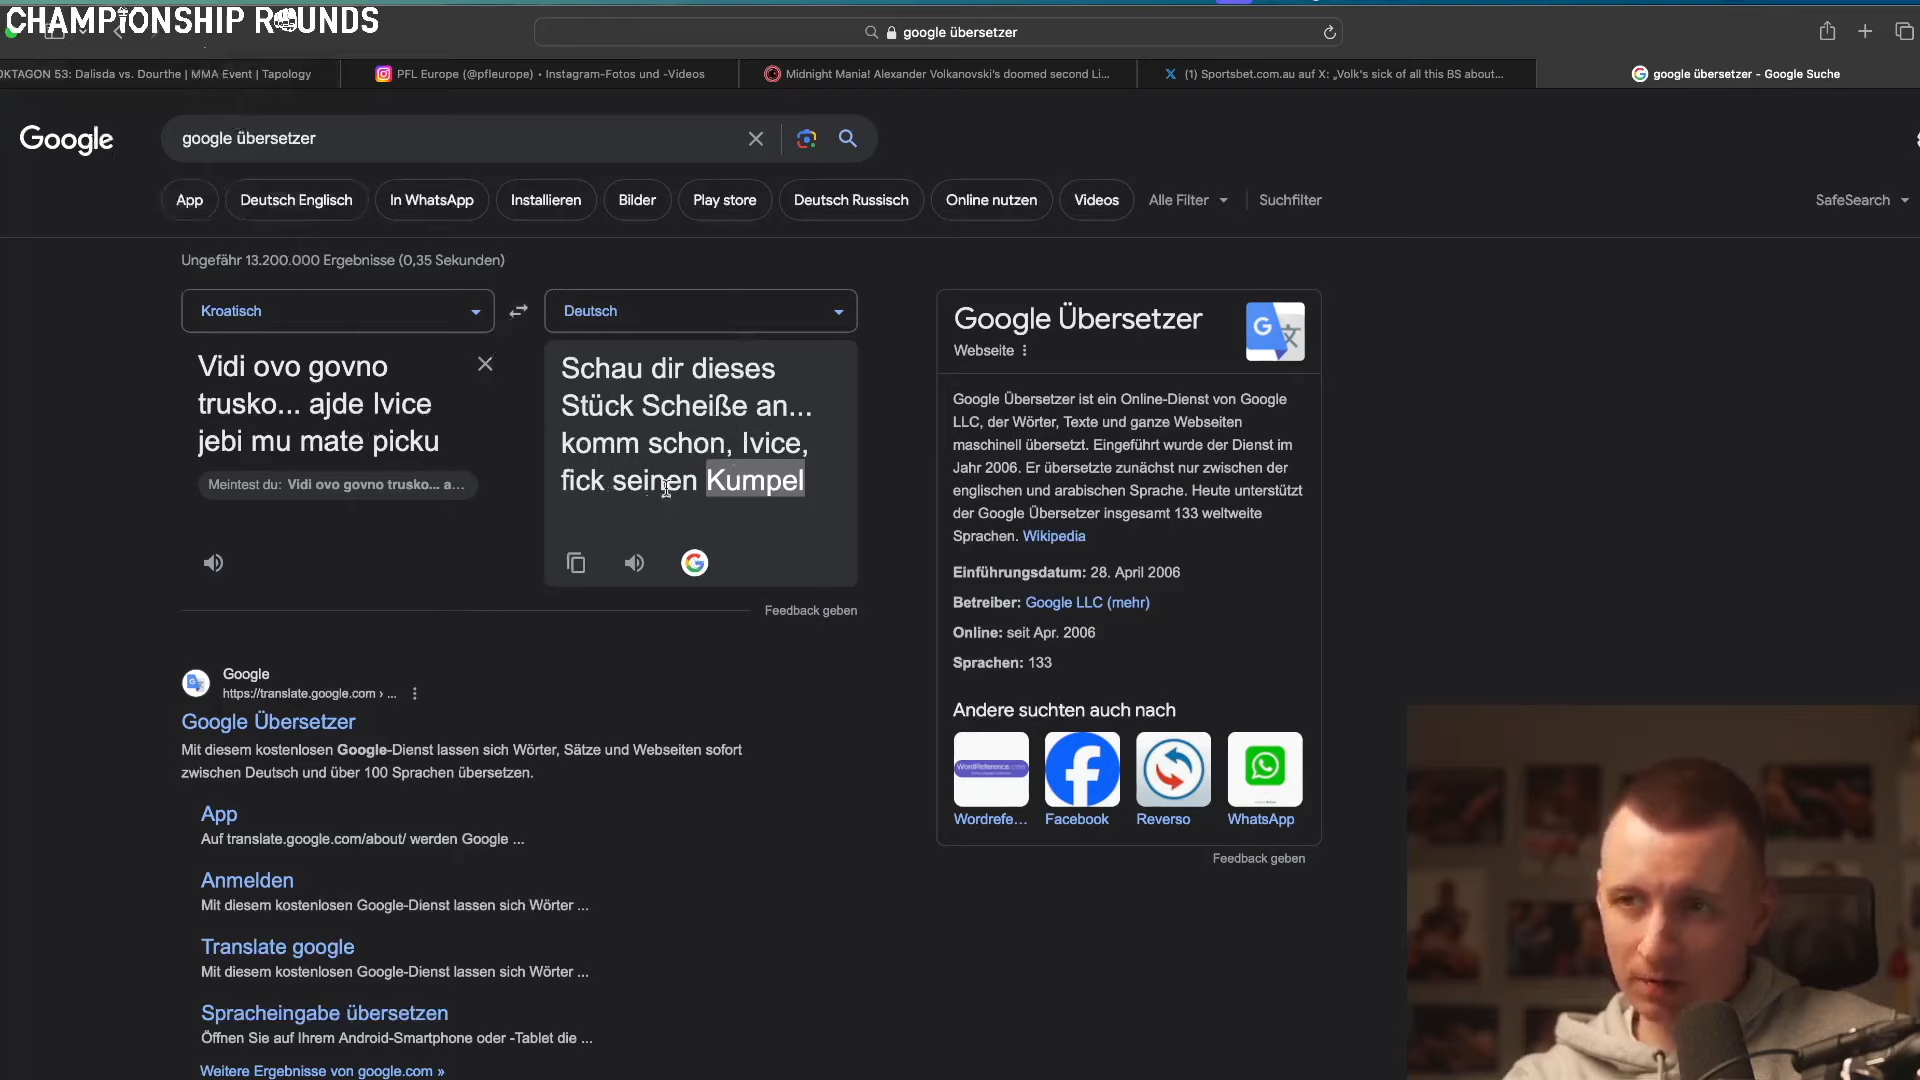 CHAMPIONSHIP ROUNDS
google übersetzer
OKTAGON 53: Dalisda vs. Dourthe | MMA Event | Tapology
PFL Europe (@pfleurope) • Instagram-Fotos und -Videos
Midnight Mania! Alexander Volkanovski's doomed second Li...
(1) Sportsbet.com.au auf X: „Volk's sick of all this BS about...
google übersetzer - Google Suche
Google
google übersetzer
App
Deutsch Englisch
In WhatsApp
Installieren
Bilder
Play store
Deutsch Russisch
Online nutzen
Videos
Alle Filter
Suchfilter
SafeSearch
Ungefähr 13.200.000 Ergebnisse (0,35 Sekunden)
Kroatisch
Deutsch
Vidi ovo govno
trusko... ajde Ivice
jebi mu mate picku
Meintest du: Vidi ovo govno trusko... a...
Schau dir dieses
Stück Scheiße an...
komm schon, Ivice,
fick seinen Kumpel
Feedback geben
Google
https://translate.google.com › ...
Google Übersetzer
Mit diesem kostenlosen Google-Dienst lassen sich Wörter, Sätze und Webseiten sofort
zwischen Deutsch und über 100 Sprachen übersetzen.
App
Auf translate.google.com/about/ werden Google ...
Anmelden
Mit diesem kostenlosen Google-Dienst lassen sich Wörter ...
Translate google
Mit diesem kostenlosen Google-Dienst lassen sich Wörter ...
Spracheingabe übersetzen
Öffnen Sie auf Ihrem Android-Smartphone oder -Tablet die ...
Weitere Ergebnisse von google.com »
Google Übersetzer
Webseite
Google Übersetzer ist ein Online-Dienst von Google
LLC, der Wörter, Texte und ganze Webseiten
maschinell übersetzt. Eingeführt wurde der Dienst im
Jahr 2006. Er übersetzte zunächst nur zwischen der
englischen und arabischen Sprache. Heute unterstützt
der Google Übersetzer insgesamt 133 weltweite
Sprachen. Wikipedia
Einführungsdatum: 28. April 2006
Betreiber: Google LLC (mehr)
Online: seit Apr. 2006
Sprachen: 133
Andere suchten auch nach
Wordrefe...
Facebook
Reverso
WhatsApp
Feedback geben